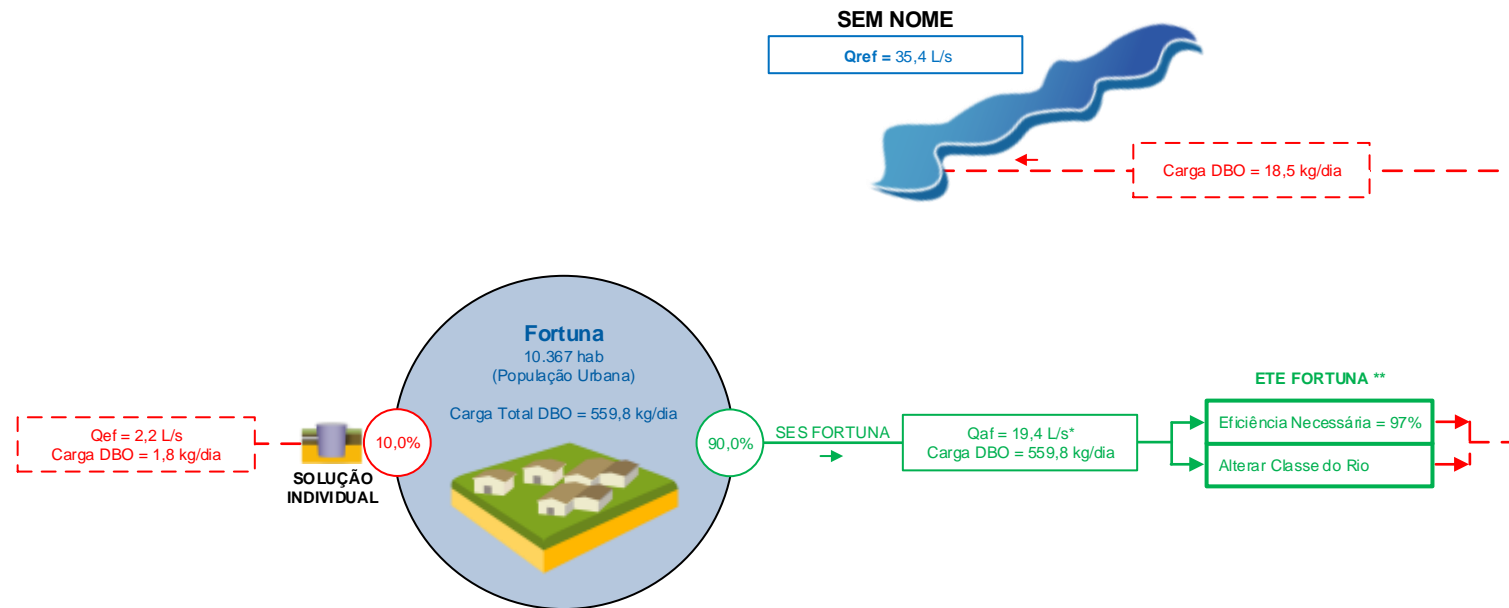 SEM NOME
Qref = 35,4 L/s
Carga DBO = 18,5 kg/dia
Fortuna
10.367 hab
(População Urbana)
Carga Total DBO = 559,8 kg/dia
Qef = 2,2 L/s
Carga DBO = 1,8 kg/dia
SOLUÇÃO
INDIVIDUAL
10,0%
90,0%
SES FORTUNA
Qaf = 19,4 L/s*
Carga DBO = 559,8 kg/dia
ETE FORTUNA **
Eficiência Necessária = 97%
Alterar Classe do Rio